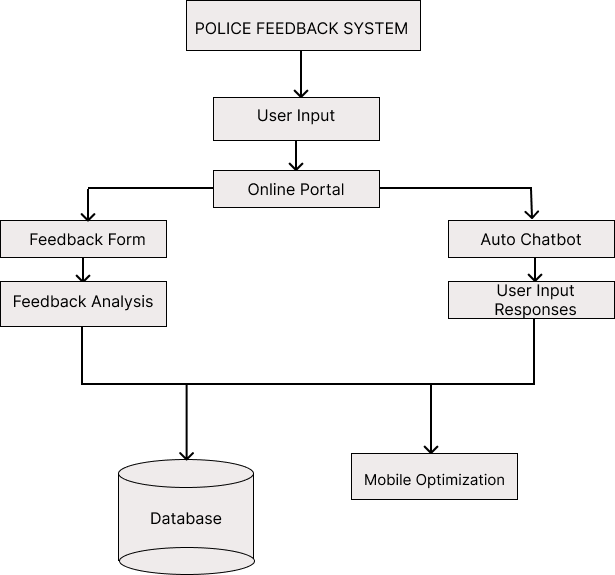 POLICE FEEDBACK SYSTEM
User Input
Online Portal
Feedback Form
Auto Chatbot
Feedback Analysis
User Input
Responses
Mobile Optimization
Database